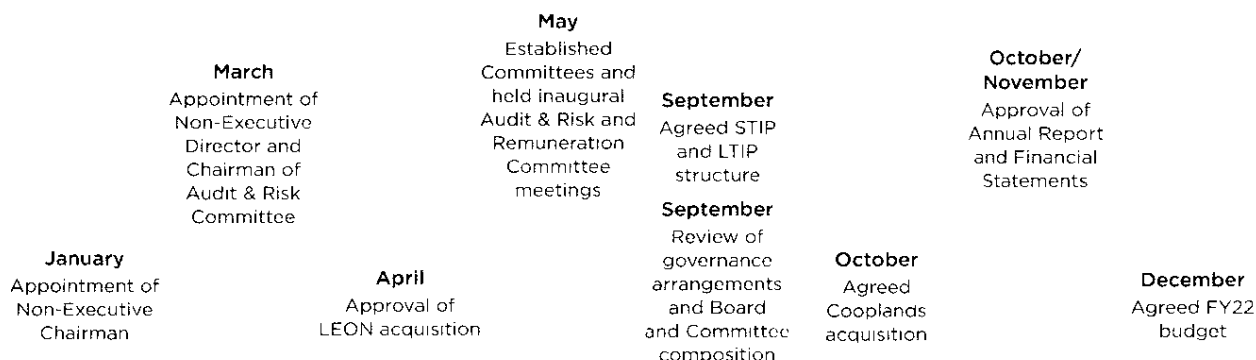 January
Appointment of
Non-Executive
Chairman
March
Appointment of
Non-Executive
Director and
Chairman of
Audit & Risk
Committee
April
Approval of
LEON acquisition
May
Established
Committees and
held inaugural
Audit & Risk and
Remuneration
Committee
meetings
September
Agreed STIP
and LTIP
structure
September
Review of
governance
arrangements
and Board
and Committee
composition
October
Agreed
Cooplands
acquisition
October/
November
Approval of
Annual Report
and Financial
Statements
December
Agreed FY22
budget